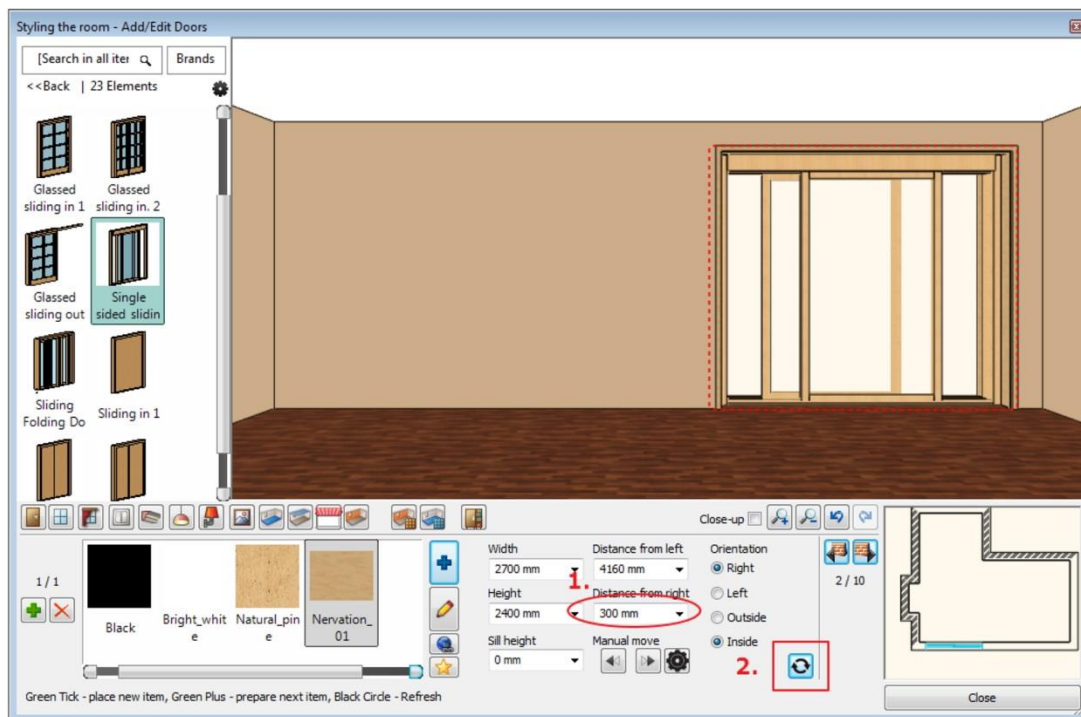 Styling the room - Add/Edit Doors
[Search in all iter
Brands
<<Back | 23 Elements
Glassed
sliding in 1
Glassed
sliding in. 2
Glassed
sliding out
Single
sided slidin
Sliding
Folding Do
Sliding in 1
Close-up
1 / 1
Black
Bright_whit
e
Natural_pin
e
Nervation_
01
Width
2700 mm
Height
2400 mm
Sill height
0 mm
1.
Distance from left
4160 mm
Distance from right
300 mm
Manual move
Orientation
Right
Left
Outside
Inside
2.
2 / 10
Green Tick - place new item, Green Plus - prepare next item, Black Circle - Refresh
Close